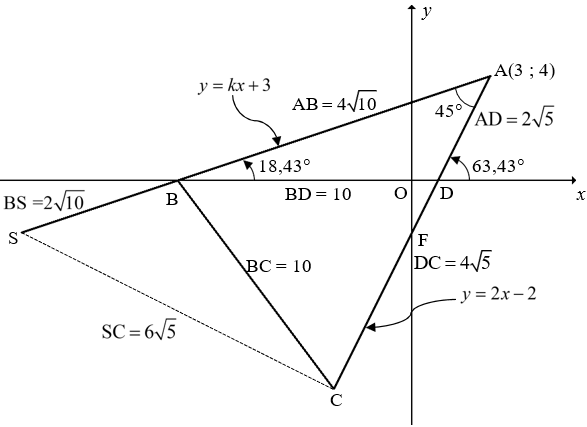 y
A(3 ; 4)
y = kx + 3
AB = 4√10
45°
AD = 2√5
18,43°
63,43°
BS = 2√10
B
BD = 10
O
D
x
S
F
BC = 10
DC = 4√5
y = 2x − 2
SC = 6√5
C